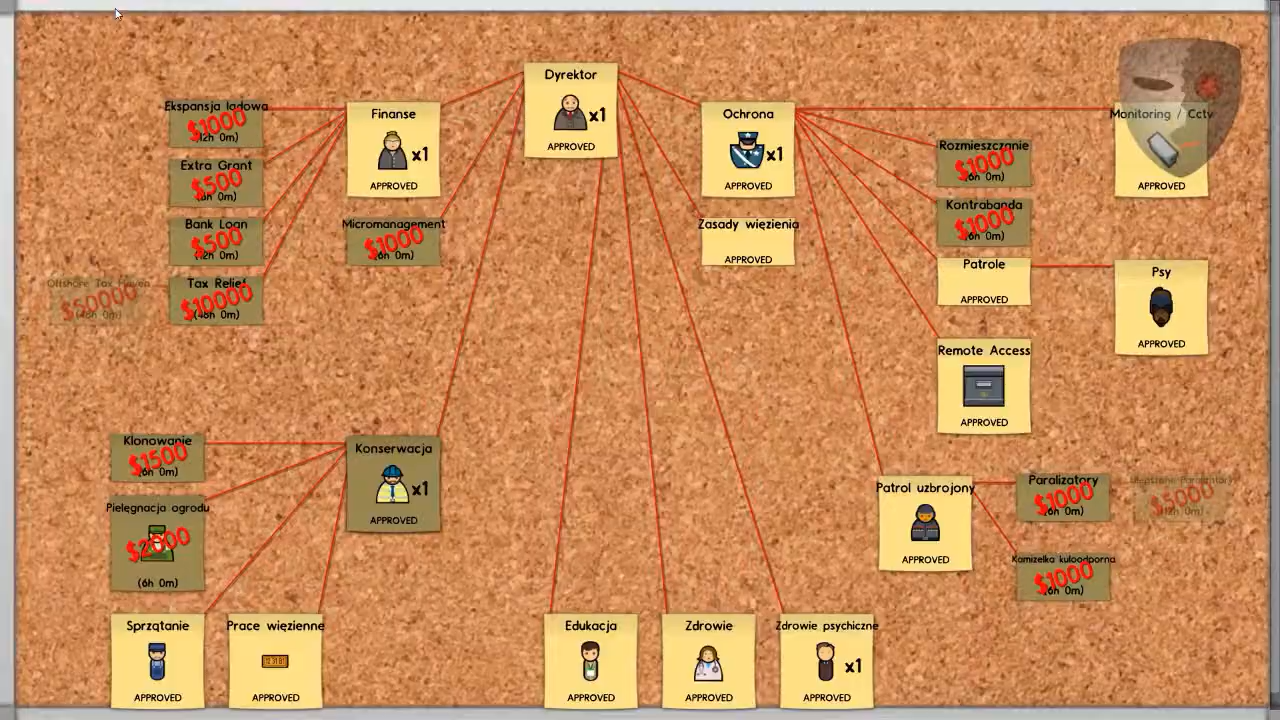 Dyrektor
x1
APPROVED
Finanse
x1
APPROVED
Ekspansja lądowa
$1000
(12h 0m)
Extra Grant
$500
Bank Loan
$500
(12h 0m)
Tax Relief
$10000
(48h 0m)
Offshore Tax Haven
$50000
Micromanagement
$1000
(6h 0m)
Ochrona
x1
APPROVED
Zasady więzienia
APPROVED
Monitoring / Cctv
APPROVED
Rozmieszczanie
$1000
(6h 0m)
Kontrabanda
$1000
(6h 0m)
Patrole
APPROVED
Psy
APPROVED
Remote Access
APPROVED
Patrol uzbrojony
APPROVED
Paralizatory
$1000
(6h 0m)
Ulepszone Paralizatory
$5000
(12h 0m)
Kamizelka kuloodporna
$1000
(6h 0m)
Konserwacja
x1
APPROVED
Klonowanie
$1500
(6h 0m)
Pielęgnacja ogrodu
$2000
(6h 0m)
Sprzątanie
APPROVED
Prace więzienne
APPROVED
Edukacja
APPROVED
Zdrowie
APPROVED
Zdrowie psychiczne
x1
APPROVED